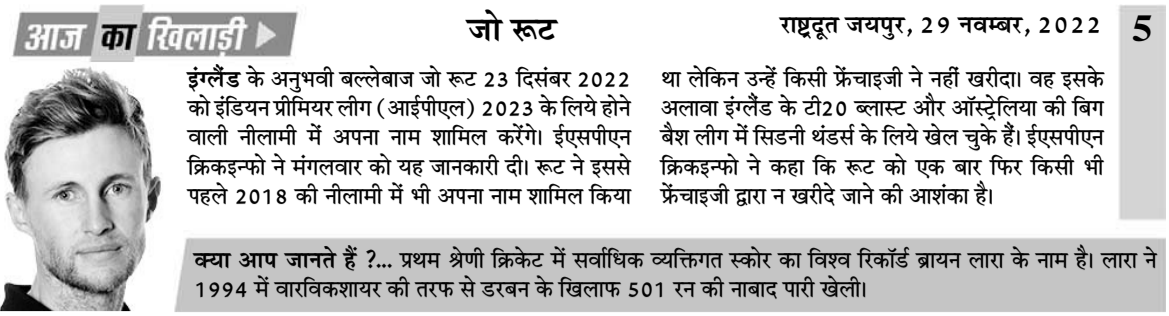 आज का खिलाड़ी
जो रूट
राष्ट्रदूत जयपुर, 29 नवम्बर, 2022
5
इंग्लैंड के अनुभवी बल्लेबाज जो रूट 23 दिसंबर 2022
को इंडियन प्रीमियर लीग (आईपीएल) 2023 के लिये होने
वाली नीलामी में अपना नाम शामिल करेंगे। ईएसपीएन
क्रिकइन्फो ने मंगलवार को यह जानकारी दी। रूट ने इससे
पहले 2018 की नीलामी में भी अपना नाम शामिल किया
था लेकिन उन्हें किसी फ्रेंचाइजी ने नहीं खरीदा। वह इसके
अलावा इंग्लैंड के टी20 ब्लास्ट और ऑस्ट्रेलिया की बिग
बैश लीग में सिडनी थंडर्स के लिये खेल चुके हैं। ईएसपीएन
क्रिकइन्फो ने कहा कि रूट को एक बार फिर किसी भी
फ्रेंचाइजी द्वारा न खरीदे जाने की आशंका है।
क्या आप जानते हैं ?... प्रथम श्रेणी क्रिकेट में सर्वाधिक व्यक्तिगत स्कोर का विश्व रिकॉर्ड ब्रायन लारा के नाम है। लारा ने
1994 में वारविकशायर की तरफ से डरबन के खिलाफ 501 रन की नाबाद पारी खेली।